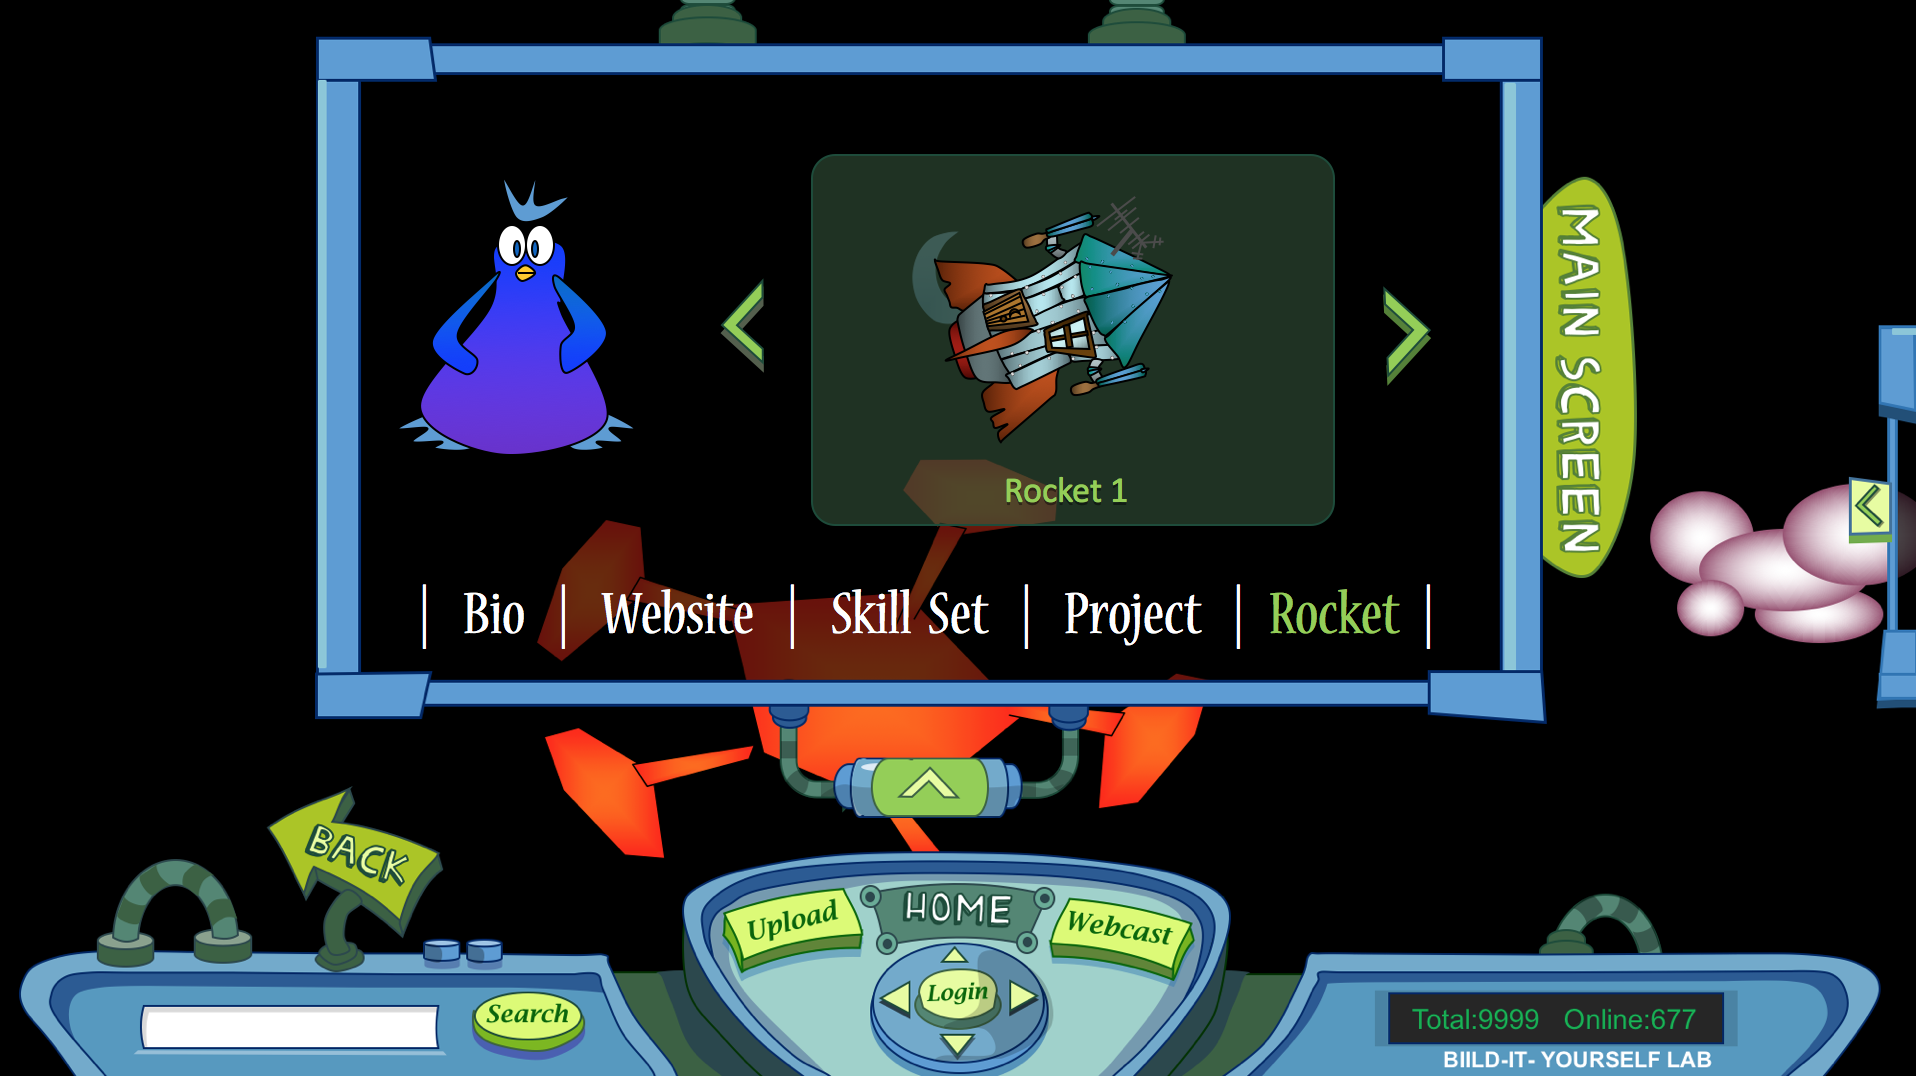 MAIN SCREEN
Rocket 1
| Bio | Website | Skill Set | Project | Rocket |
BACK
Upload HOME Webcast
Login
Search
Total:9999 Online:677
BIILD-IT- YOURSELF LAB